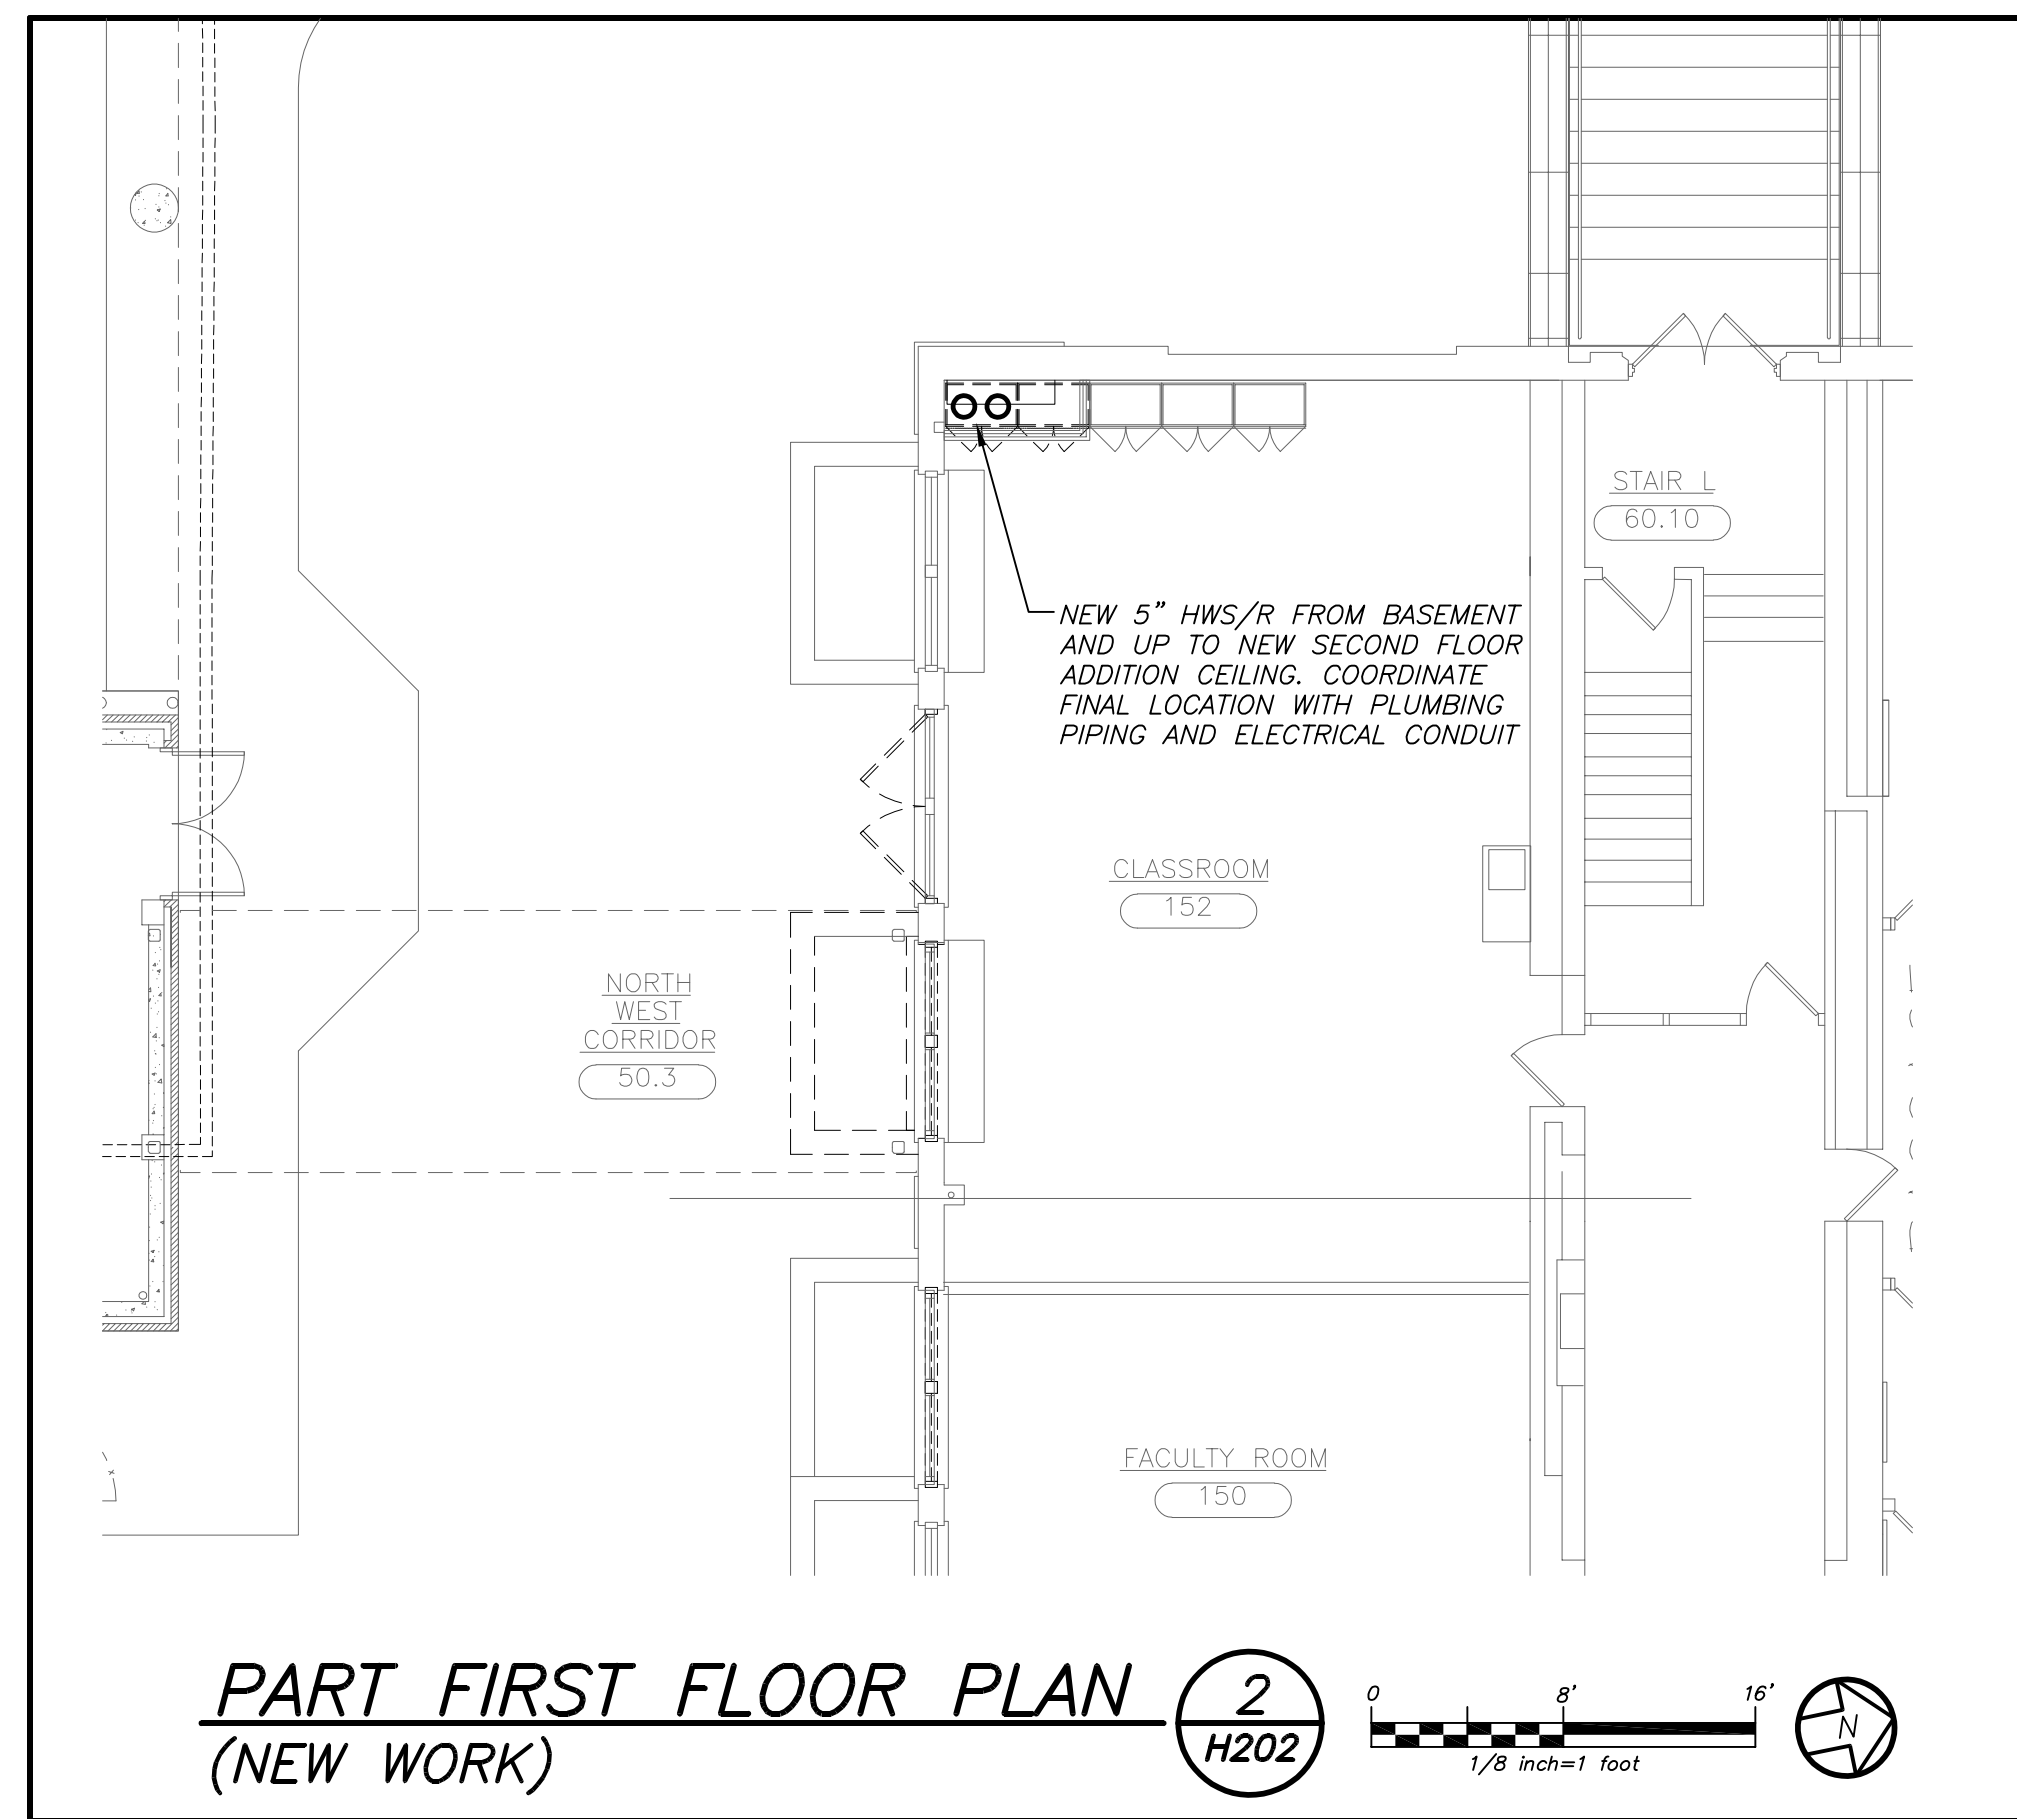 STAIR L
60.10
NEW 5" HWS/R FROM BASEMENT
AND UP TO NEW SECOND FLOOR
ADDITION CEILING. COORDINATE
FINAL LOCATION WITH PLUMBING
PIPING AND ELECTRICAL CONDUIT
CLASSROOM
152
NORTH
WEST
CORRIDOR
50.3
FACULTY ROOM
150
PART FIRST FLOOR PLAN
(NEW WORK)
2
H202
0 8' 16'
1/8 inch=1 foot
N